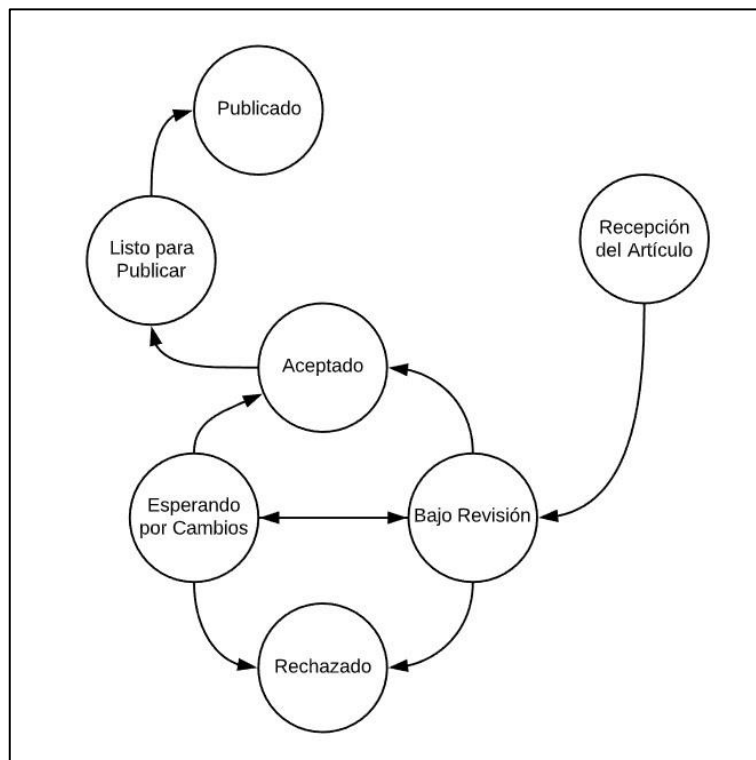 Publicado
Recepción
del Artículo
Listo para
Publicar
Aceptado
Esperando
por Cambios
Bajo Revisión
Rechazado